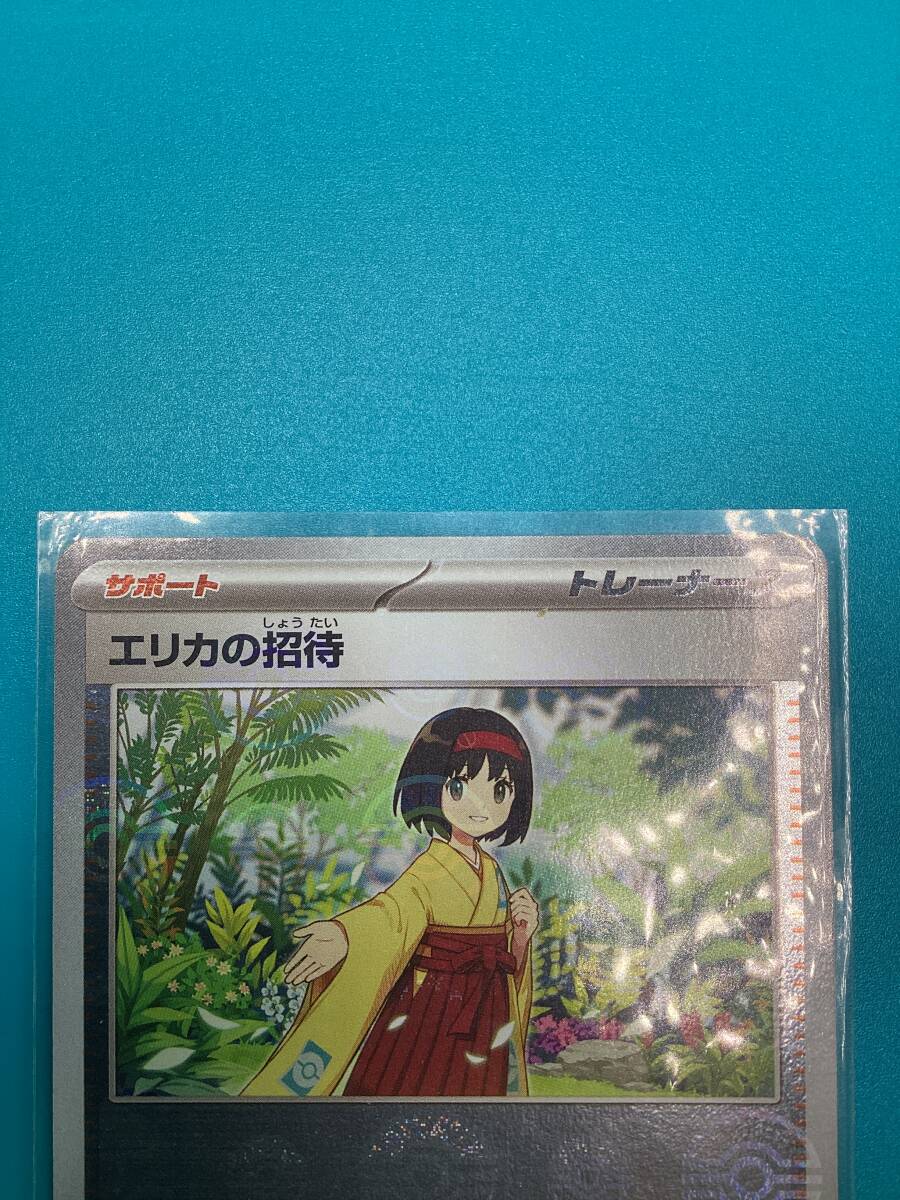 サポート
トレーナーズ
しょうたい
エリカの招待